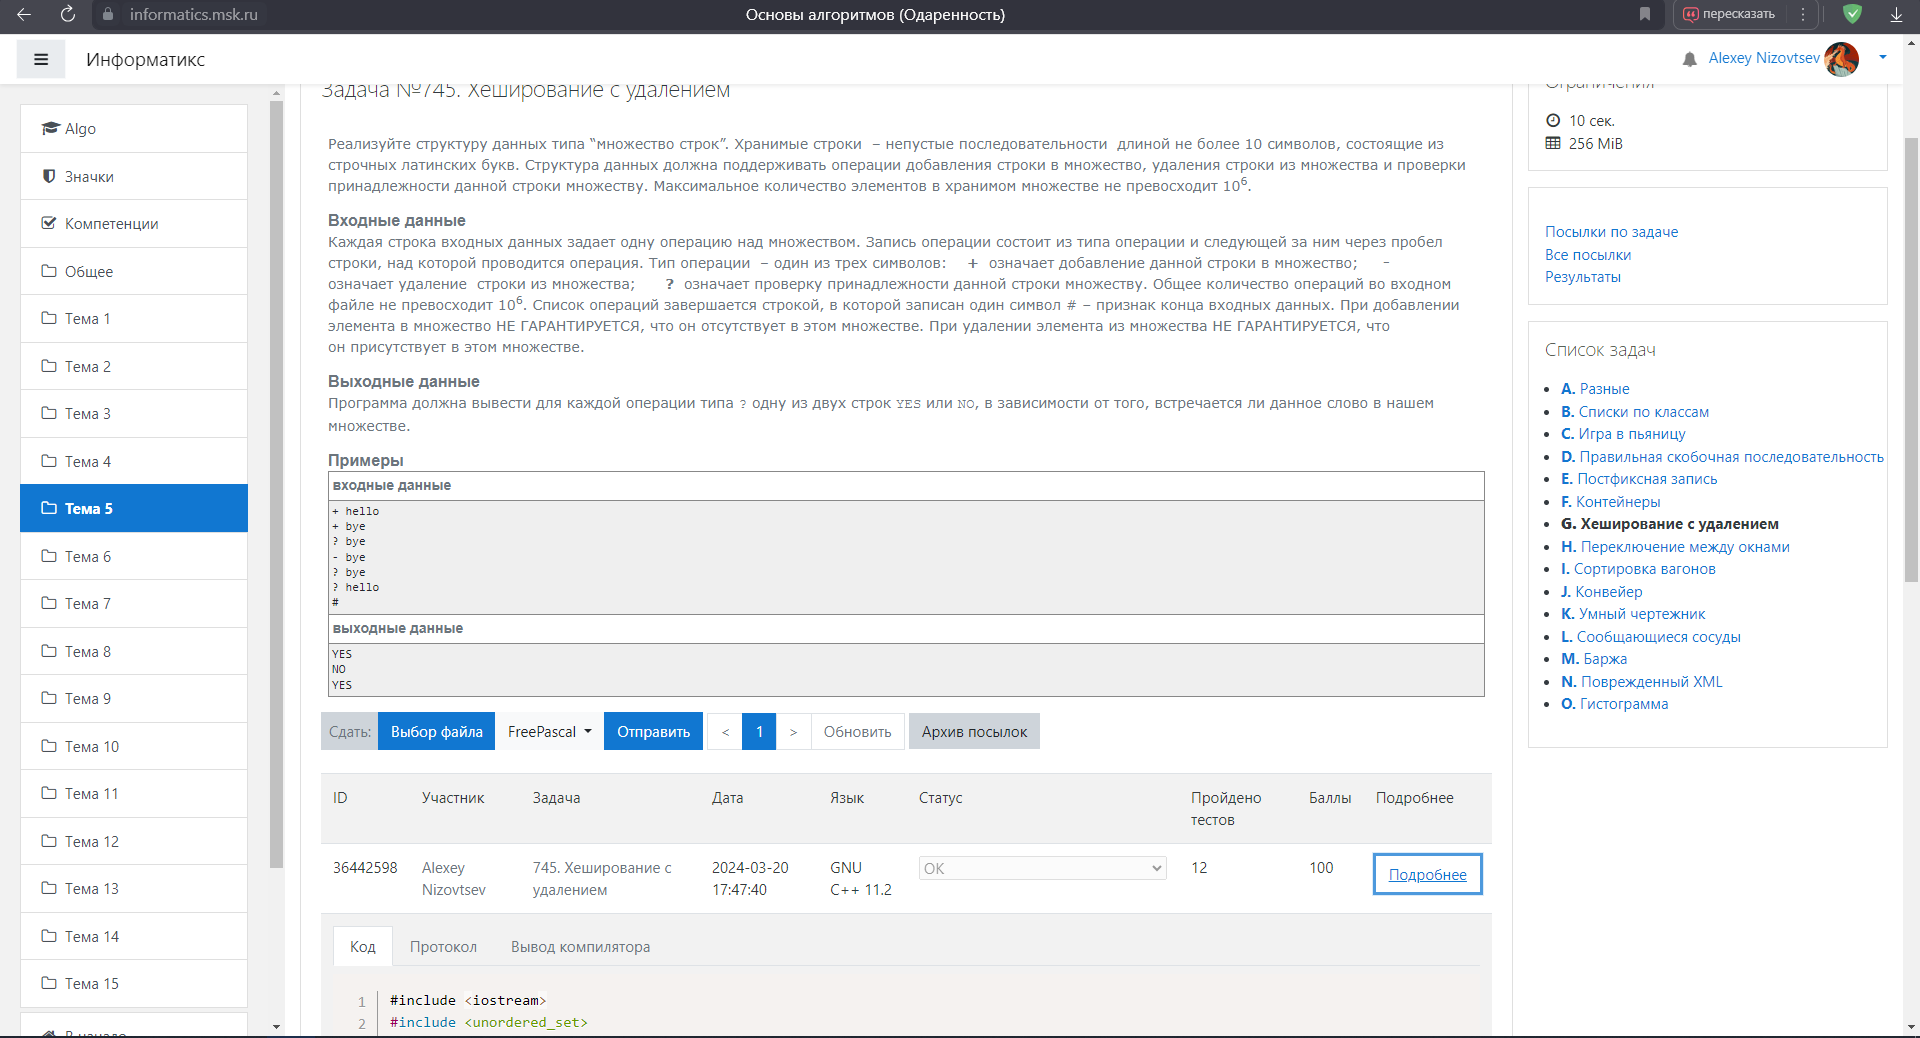 informatics.msk.ru
Основы алгоритмов (Одаренность)
пересказать
Информатикс
Alexey Nizovtsev
Algo
Значки
Компетенции
Общее
Тема 1
Тема 2
Тема 3
Тема 4
Тема 5
Тема 6
Тема 7
Тема 8
Тема 9
Тема 10
Тема 11
Тема 12
Тема 13
Тема 14
Тема 15
В начало
Задача №745. Хеширование с удалением
Реализуйте структуру данных типа “множество строк”. Хранимые строки – непустые последовательности длиной не более 10 символов, состоящие из
строчных латинских букв. Структура данных должна поддерживать операции добавления строки в множество, удаления строки из множества и проверки
принадлежности данной строки множеству. Максимальное количество элементов в хранимом множестве не превосходит 10⁶.
Входные данные
Каждая строка входных данных задает одну операцию над множеством. Запись операции состоит из типа операции и следующей за ним через пробел
строки, над которой проводится операция. Тип операции – один из трех символов: + означает добавление данной строки в множество; -
означает удаление строки из множества; ? означает проверку принадлежности данной строки множеству. Общее количество операций во входном
файле не превосходит 10⁶. Список операций завершается строкой, в которой записан один символ # – признак конца входных данных. При добавлении
элемента в множество НЕ ГАРАНТИРУЕТСЯ, что он отсутствует в этом множестве. При удалении элемента из множества НЕ ГАРАНТИРУЕТСЯ, что
он присутствует в этом множестве.
Выходные данные
Программа должна вывести для каждой операции типа ? одну из двух строк YES или NO, в зависимости от того, встречается ли данное слово в нашем
множестве.
Примеры
входные данные
+ hello
+ bye
? bye
- bye
? bye
? hello
#
выходные данные
YES
NO
YES
Сдать: Выбор файла FreePascal Отправить < 1 > Обновить Архив посылок
ID Участник Задача Дата Язык Статус Пройдено тестов Баллы Подробнее
36442598 Alexey Nizovtsev 745. Хеширование с удалением 2024-03-20 17:47:40 GNU C++ 11.2 OK 12 100 Подробнее
Код Протокол Вывод компилятора
1 #include <iostream>
2 #include <unordered_set>
Ограничения
10 сек.
256 MiB
Посылки по задаче
Все посылки
Результаты
Список задач
A. Разные
B. Списки по классам
C. Игра в пьяницу
D. Правильная скобочная последовательность
E. Постфиксная запись
F. Контейнеры
G. Хеширование с удалением
H. Переключение между окнами
I. Сортировка вагонов
J. Конвейер
K. Умный чертежник
L. Сообщающиеся сосуды
M. Баржа
N. Поврежденный XML
O. Гистограмма